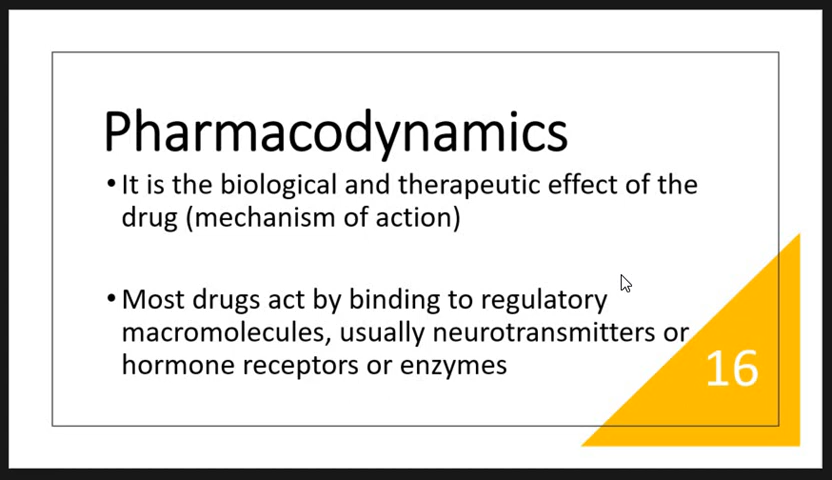 Pharmacodynamics
•It is the biological and therapeutic effect of the
drug (mechanism of action)
•Most drugs act by binding to regulatory
macromolecules, usually neurotransmitters or
hormone receptors or enzymes
16